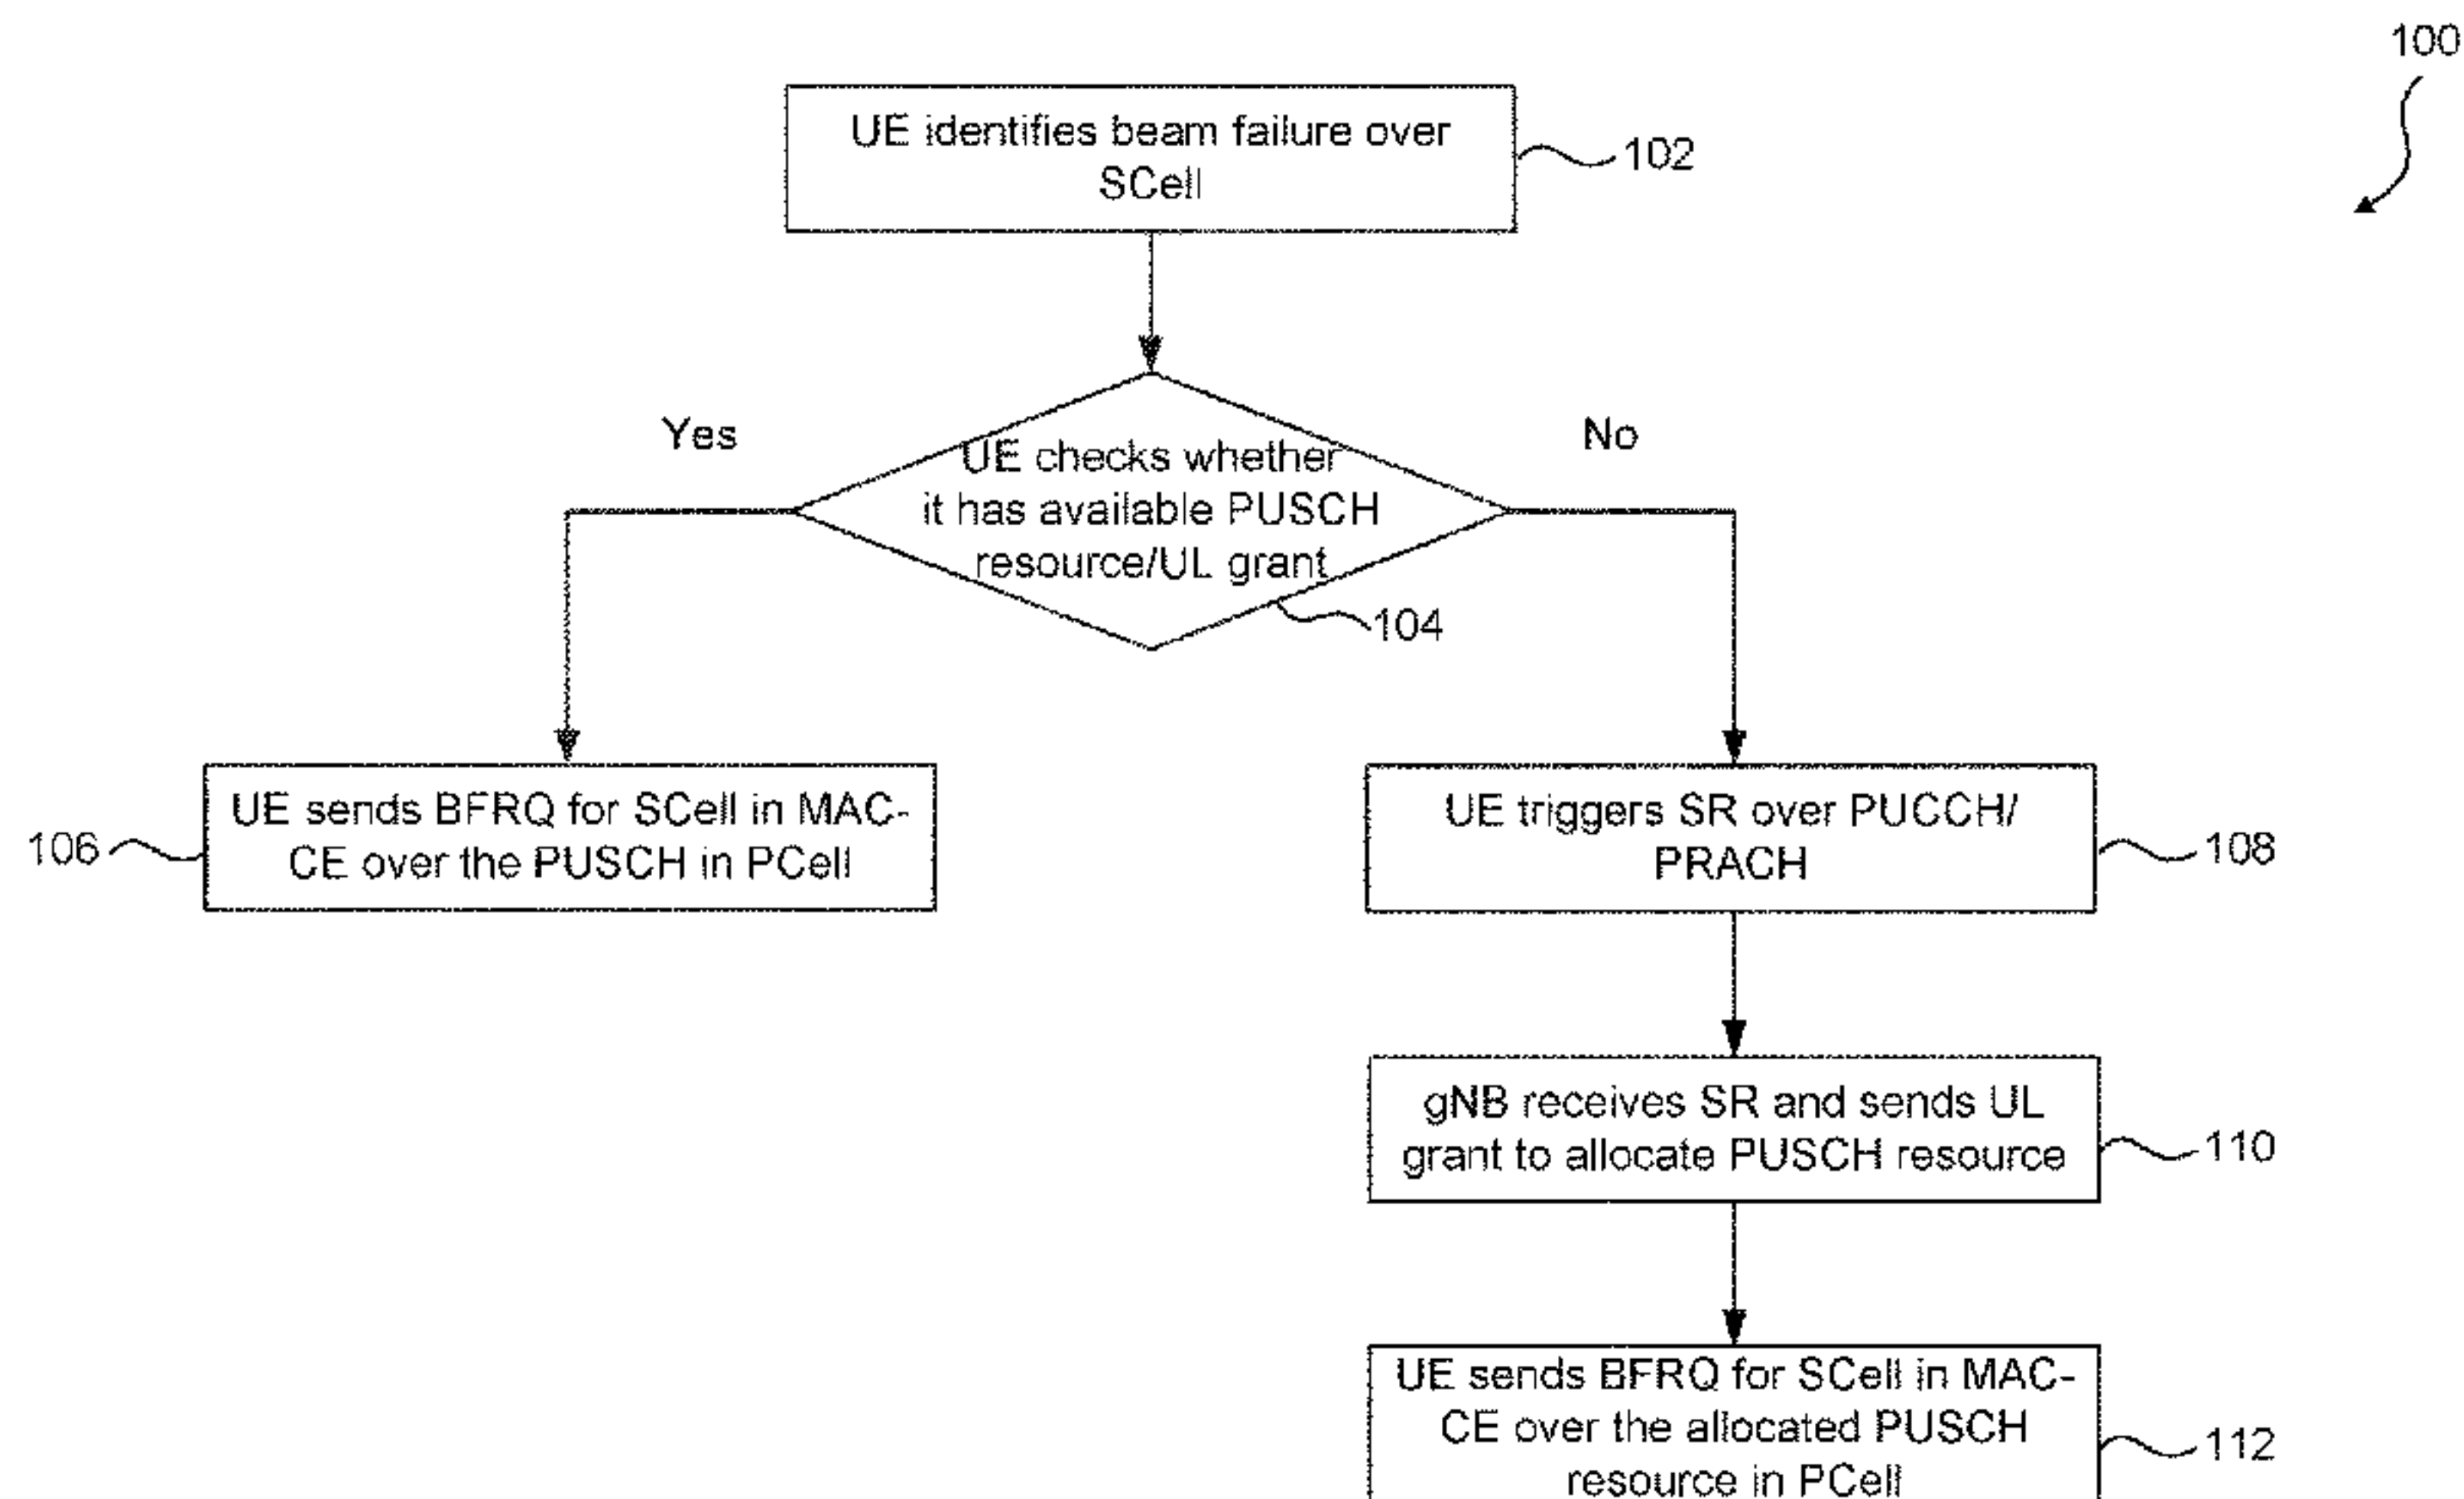 100
UE identifies beam failure over
SCell
102
Yes
No
UE checks whether
it has available PUSCH
resource/UL grant
104
UE sends BFRQ for SCell in MAC-
CE over the PUSCH in PCell
106
UE triggers SR over PUCCH/
PRACH
108
gNB receives SR and sends UL
grant to allocate PUSCH resource
110
UE sends BFRQ for SCell in MAC-
CE over the allocated PUSCH
resource in PCell
112